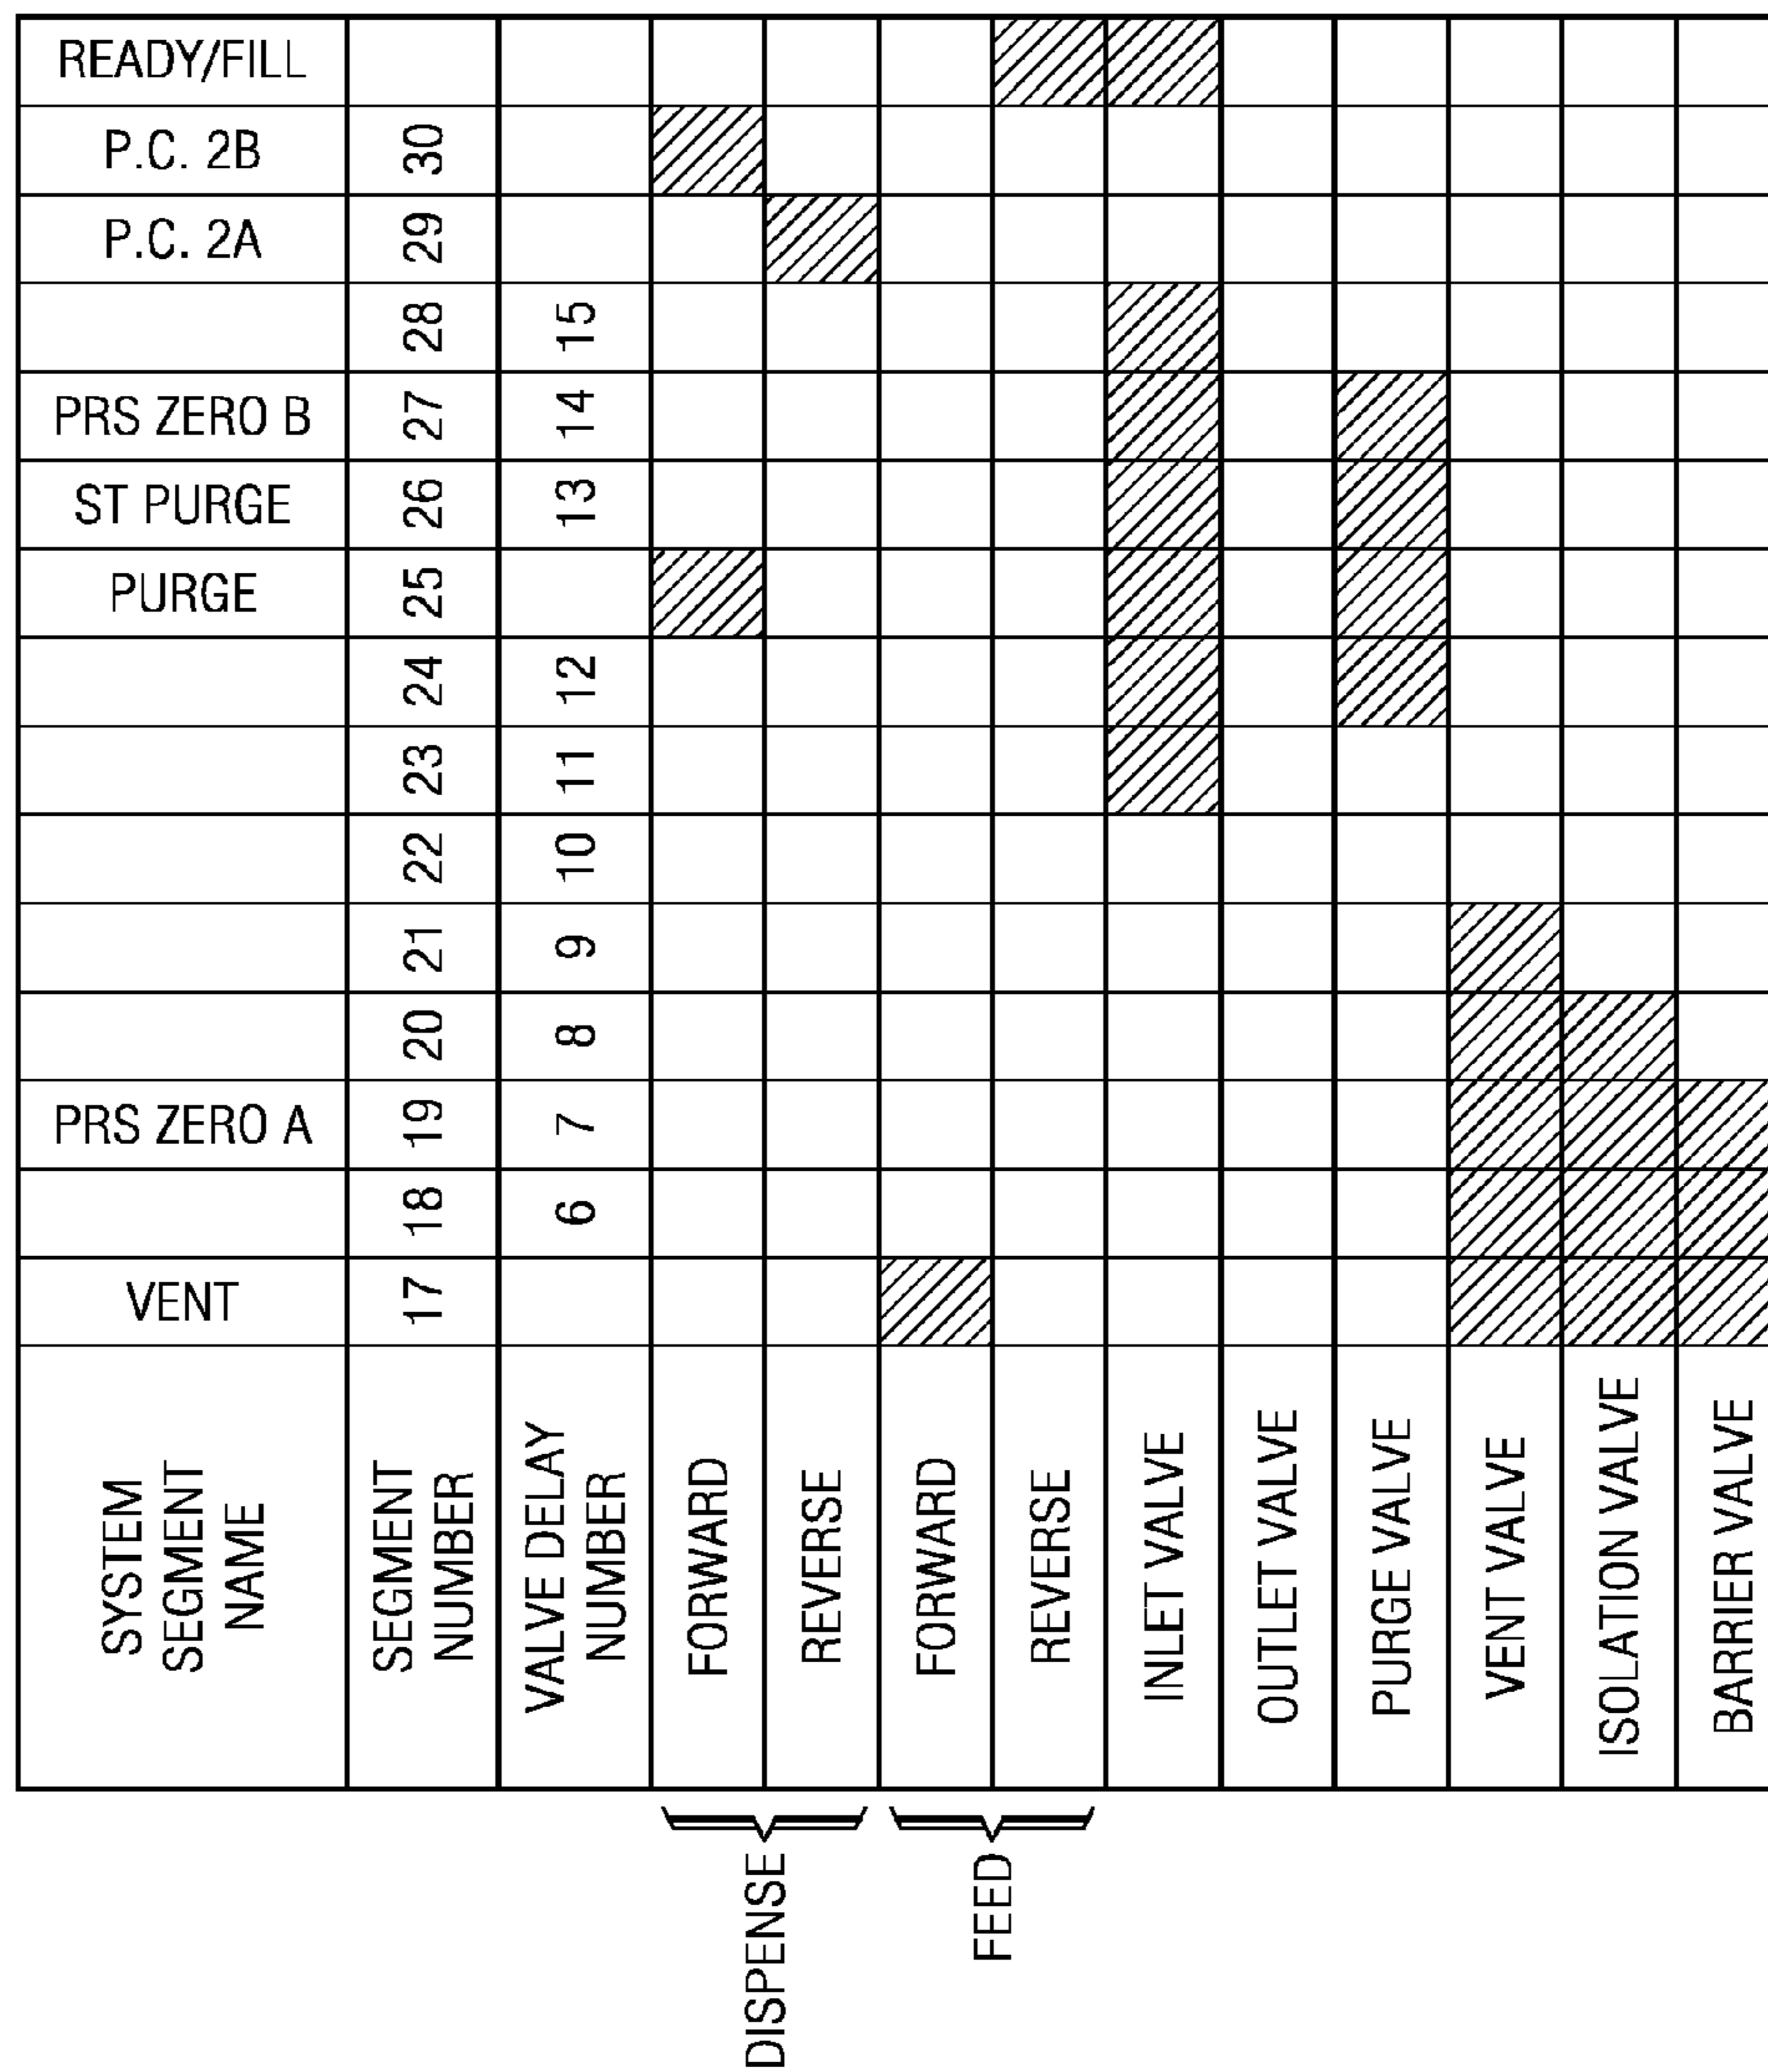 READY/FILL
P.C. 2B 30
P.C. 2A 29
28 15
PRS ZERO B 27 14
ST PURGE 26 13
PURGE 25
24 12
23 11
22 10
21 9
20 8
PRS ZERO A 19 7
18 6
VENT 17
SYSTEM
SEGMENT
NAME
SEGMENT
NUMBER
VALVE DELAY
NUMBER
FORWARD
REVERSE
FORWARD
REVERSE
INLET VALVE
OUTLET VALVE
PURGE VALVE
VENT VALVE
ISOLATION VALVE
BARRIER VALVE
DISPENSE
FEED